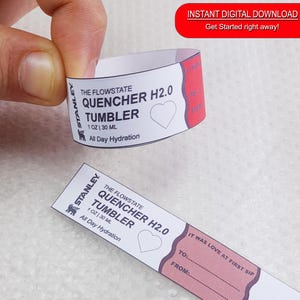 INSTANT DIGITAL DOWNLOAD
Get Started right away!
STANLEY
THE FLOWSTATE
QUENCHER H2.0
TUMBLER
1 OZ | 30 ML
All Day Hydration
STANLEY
THE FLOWSTATE
QUENCHER H2.0
TUMBLER
1 OZ | 30 ML
All Day Hydration
IT WAS LOVE AT FIRST SIP
TO:
FROM: